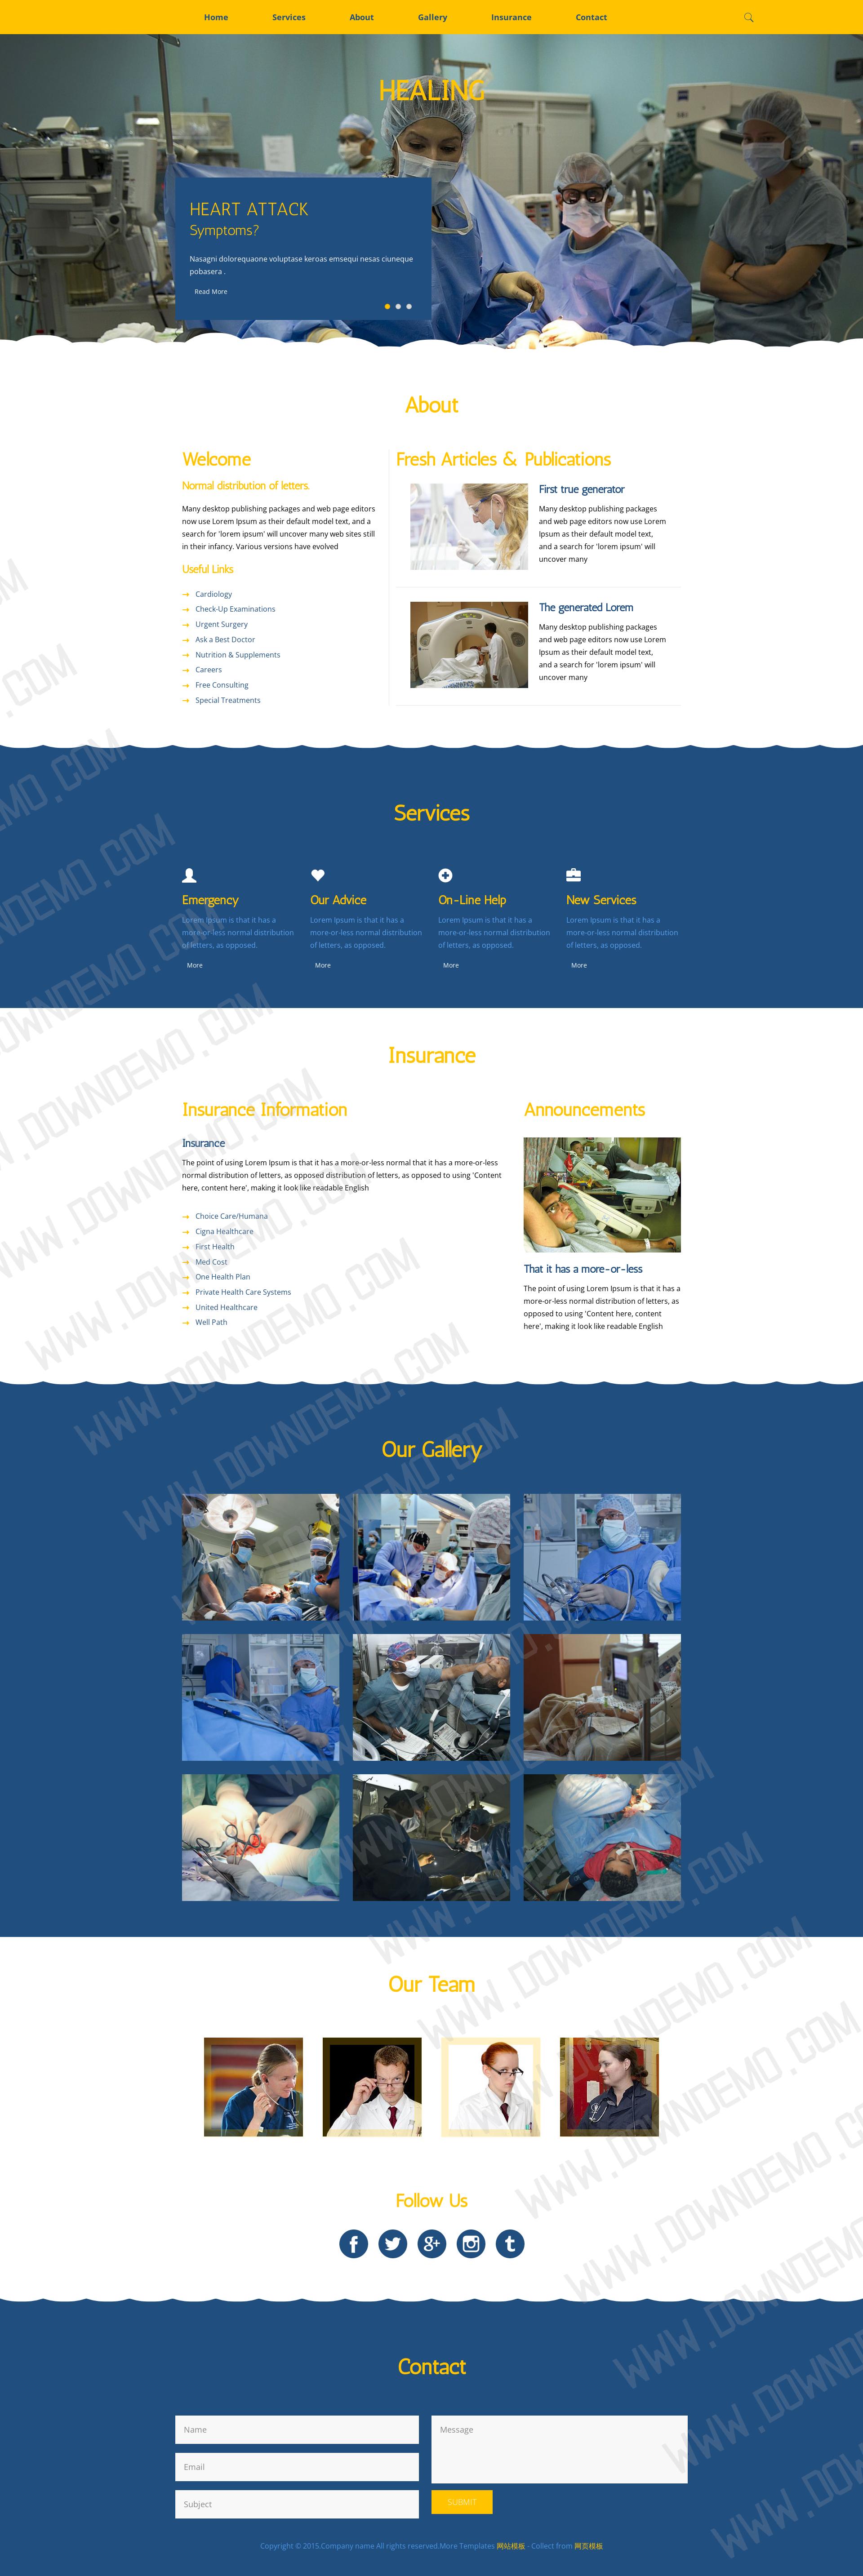 Home Services About Gallery Insurance Contact
HEALING
HEART ATTACK
Symptoms?
Nasagni dolorequaone voluptase keroas emsequi nesas ciuneque
pobasera .
Read More
About
Welcome
Normal distribution of letters.
Many desktop publishing packages and web page editors
now use Lorem Ipsum as their default model text, and a
search for 'lorem ipsum' will uncover many web sites still
in their infancy. Various versions have evolved
Useful Links
Cardiology
Check-Up Examinations
Urgent Surgery
Ask a Best Doctor
Nutrition & Supplements
Careers
Free Consulting
Special Treatments
Fresh Articles & Publications
First true generator
Many desktop publishing packages
and web page editors now use Lorem
Ipsum as their default model text,
and a search for 'lorem ipsum' will
uncover many
The generated Lorem
Many desktop publishing packages
and web page editors now use Lorem
Ipsum as their default model text,
and a search for 'lorem ipsum' will
uncover many
Services
Emergency
Lorem Ipsum is that it has a
more-or-less normal distribution
of letters, as opposed.
More
Our Advice
Lorem Ipsum is that it has a
more-or-less normal distribution
of letters, as opposed.
More
On-Line Help
Lorem Ipsum is that it has a
more-or-less normal distribution
of letters, as opposed.
More
New Services
Lorem Ipsum is that it has a
more-or-less normal distribution
of letters, as opposed.
More
Insurance
Insurance Information
Insurance
The point of using Lorem Ipsum is that it has a more-or-less normal that it has a more-or-less
normal distribution of letters, as opposed distribution of letters, as opposed to using 'Content
here, content here', making it look like readable English
Choice Care/Humana
Cigna Healthcare
First Health
Med Cost
One Health Plan
Private Health Care Systems
United Healthcare
Well Path
Announcements
That it has a more-or-less
The point of using Lorem Ipsum is that it has a
more-or-less normal distribution of letters, as
opposed to using 'Content here, content
here', making it look like readable English
Our Gallery
Our Team
Follow Us
Contact
Name
Email
Subject
Message
SUBMIT
Copyright © 2015.Company name All rights reserved.More Templates 网站模板 - Collect from 网页模板
WWW.DOWNDEMO.COM